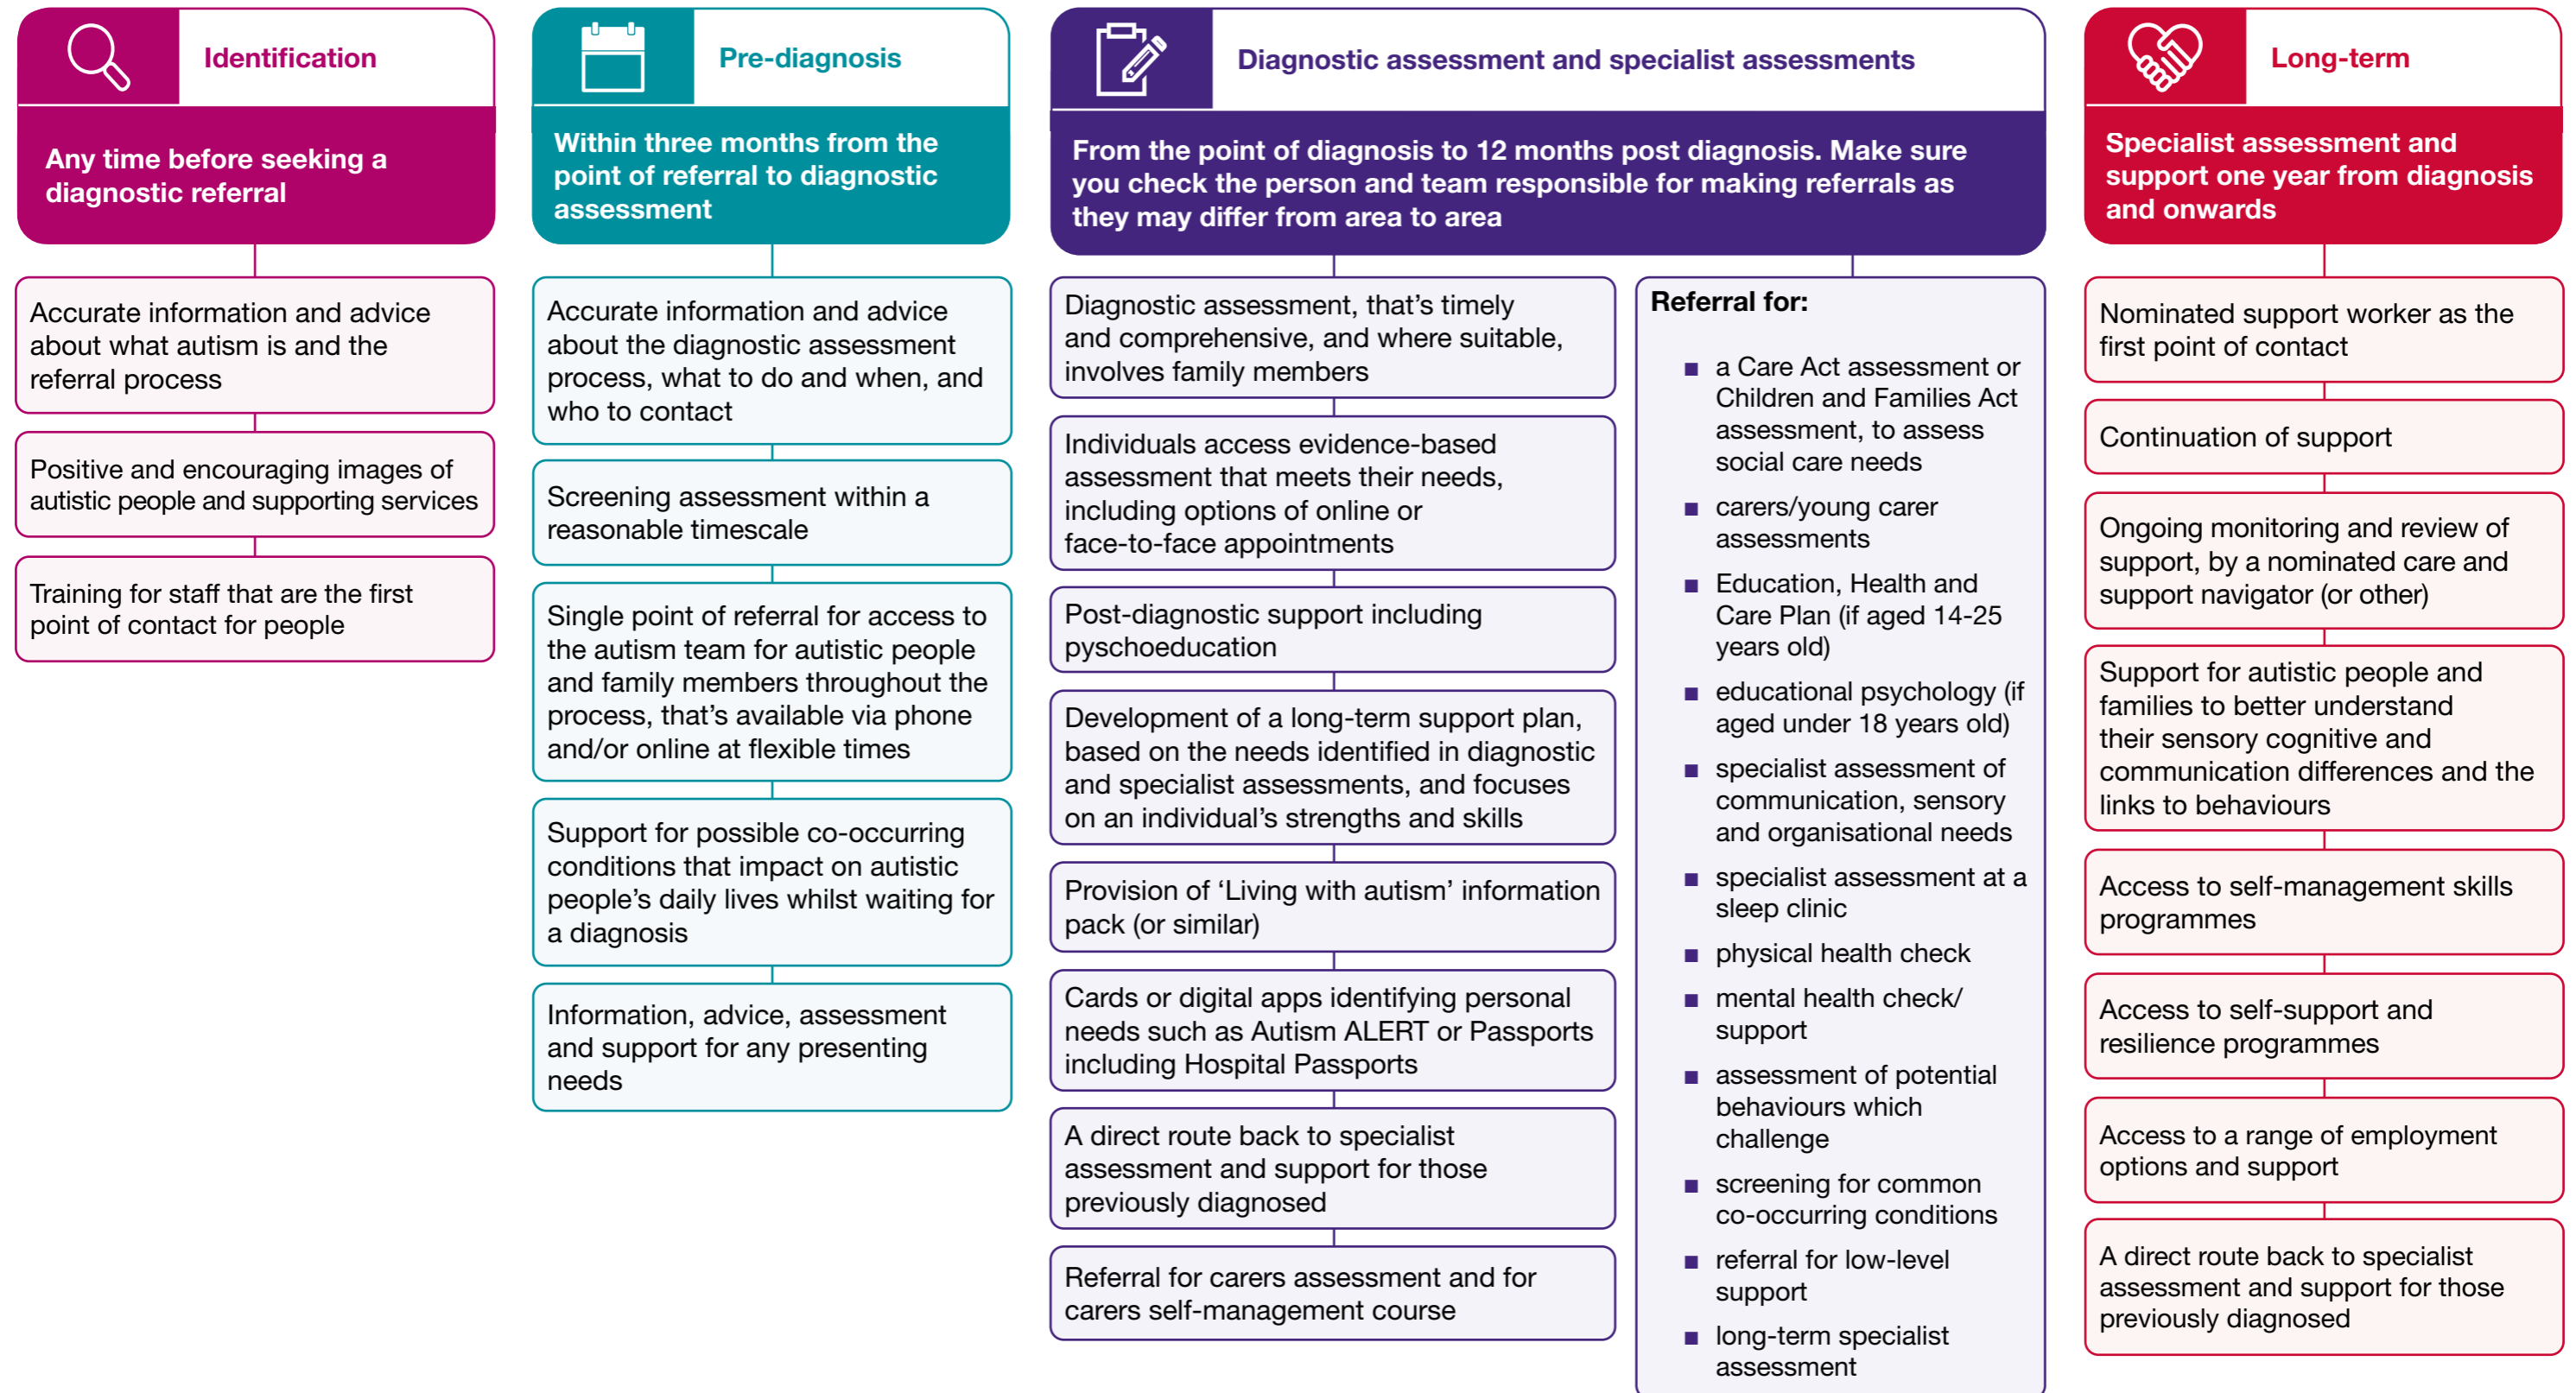 Identification
Any time before seeking a
diagnostic referral
Accurate information and advice
about what autism is and the
referral process
Positive and encouraging images of
autistic people and supporting services
Training for staff that are the first
point of contact for people
Pre-diagnosis
Within three months from the
point of referral to diagnostic
assessment
Accurate information and advice
about the diagnostic assessment
process, what to do and when, and
who to contact
Screening assessment within a
reasonable timescale
Single point of referral for access to
the autism team for autistic people
and family members throughout the
process, that’s available via phone
and/or online at flexible times
Support for possible co-occurring
conditions that impact on autistic
people’s daily lives whilst waiting for
a diagnosis
Information, advice, assessment
and support for any presenting
needs
Diagnostic assessment and specialist assessments
From the point of diagnosis to 12 months post diagnosis. Make sure
you check the person and team responsible for making referrals as
they may differ from area to area
Diagnostic assessment, that’s timely
and comprehensive, and where suitable,
involves family members
Individuals access evidence-based
assessment that meets their needs,
including options of online or
face-to-face appointments
Post-diagnostic support including
pyschoeducation
Development of a long-term support plan,
based on the needs identified in diagnostic
and specialist assessments, and focuses
on an individual’s strengths and skills
Provision of ‘Living with autism’ information
pack (or similar)
Cards or digital apps identifying personal
needs such as Autism ALERT or Passports
including Hospital Passports
A direct route back to specialist
assessment and support for those
previously diagnosed
Referral for carers assessment and for
carers self-management course
Referral for:
■ a Care Act assessment or
Children and Families Act
assessment, to assess
social care needs
■ carers/young carer
assessments
■ Education, Health and
Care Plan (if aged 14-25
years old)
■ educational psychology (if
aged under 18 years old)
■ specialist assessment of
communication, sensory
and organisational needs
■ specialist assessment at a
sleep clinic
■ physical health check
■ mental health check/
support
■ assessment of potential
behaviours which
challenge
■ screening for common
co-occurring conditions
■ referral for low-level
support
■ long-term specialist
assessment
Long-term
Specialist assessment and
support one year from diagnosis
and onwards
Nominated support worker as the
first point of contact
Continuation of support
Ongoing monitoring and review of
support, by a nominated care and
support navigator (or other)
Support for autistic people and
families to better understand
their sensory cognitive and
communication differences and the
links to behaviours
Access to self-management skills
programmes
Access to self-support and
resilience programmes
Access to a range of employment
options and support
A direct route back to specialist
assessment and support for those
previously diagnosed